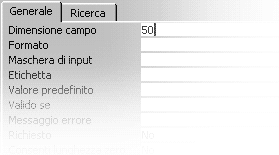 Generale Ricerca
Dimensione campo 50
Formato
Maschera di input
Etichetta
Valore predefinito
Valido se
Messaggio errore
Richiesto No